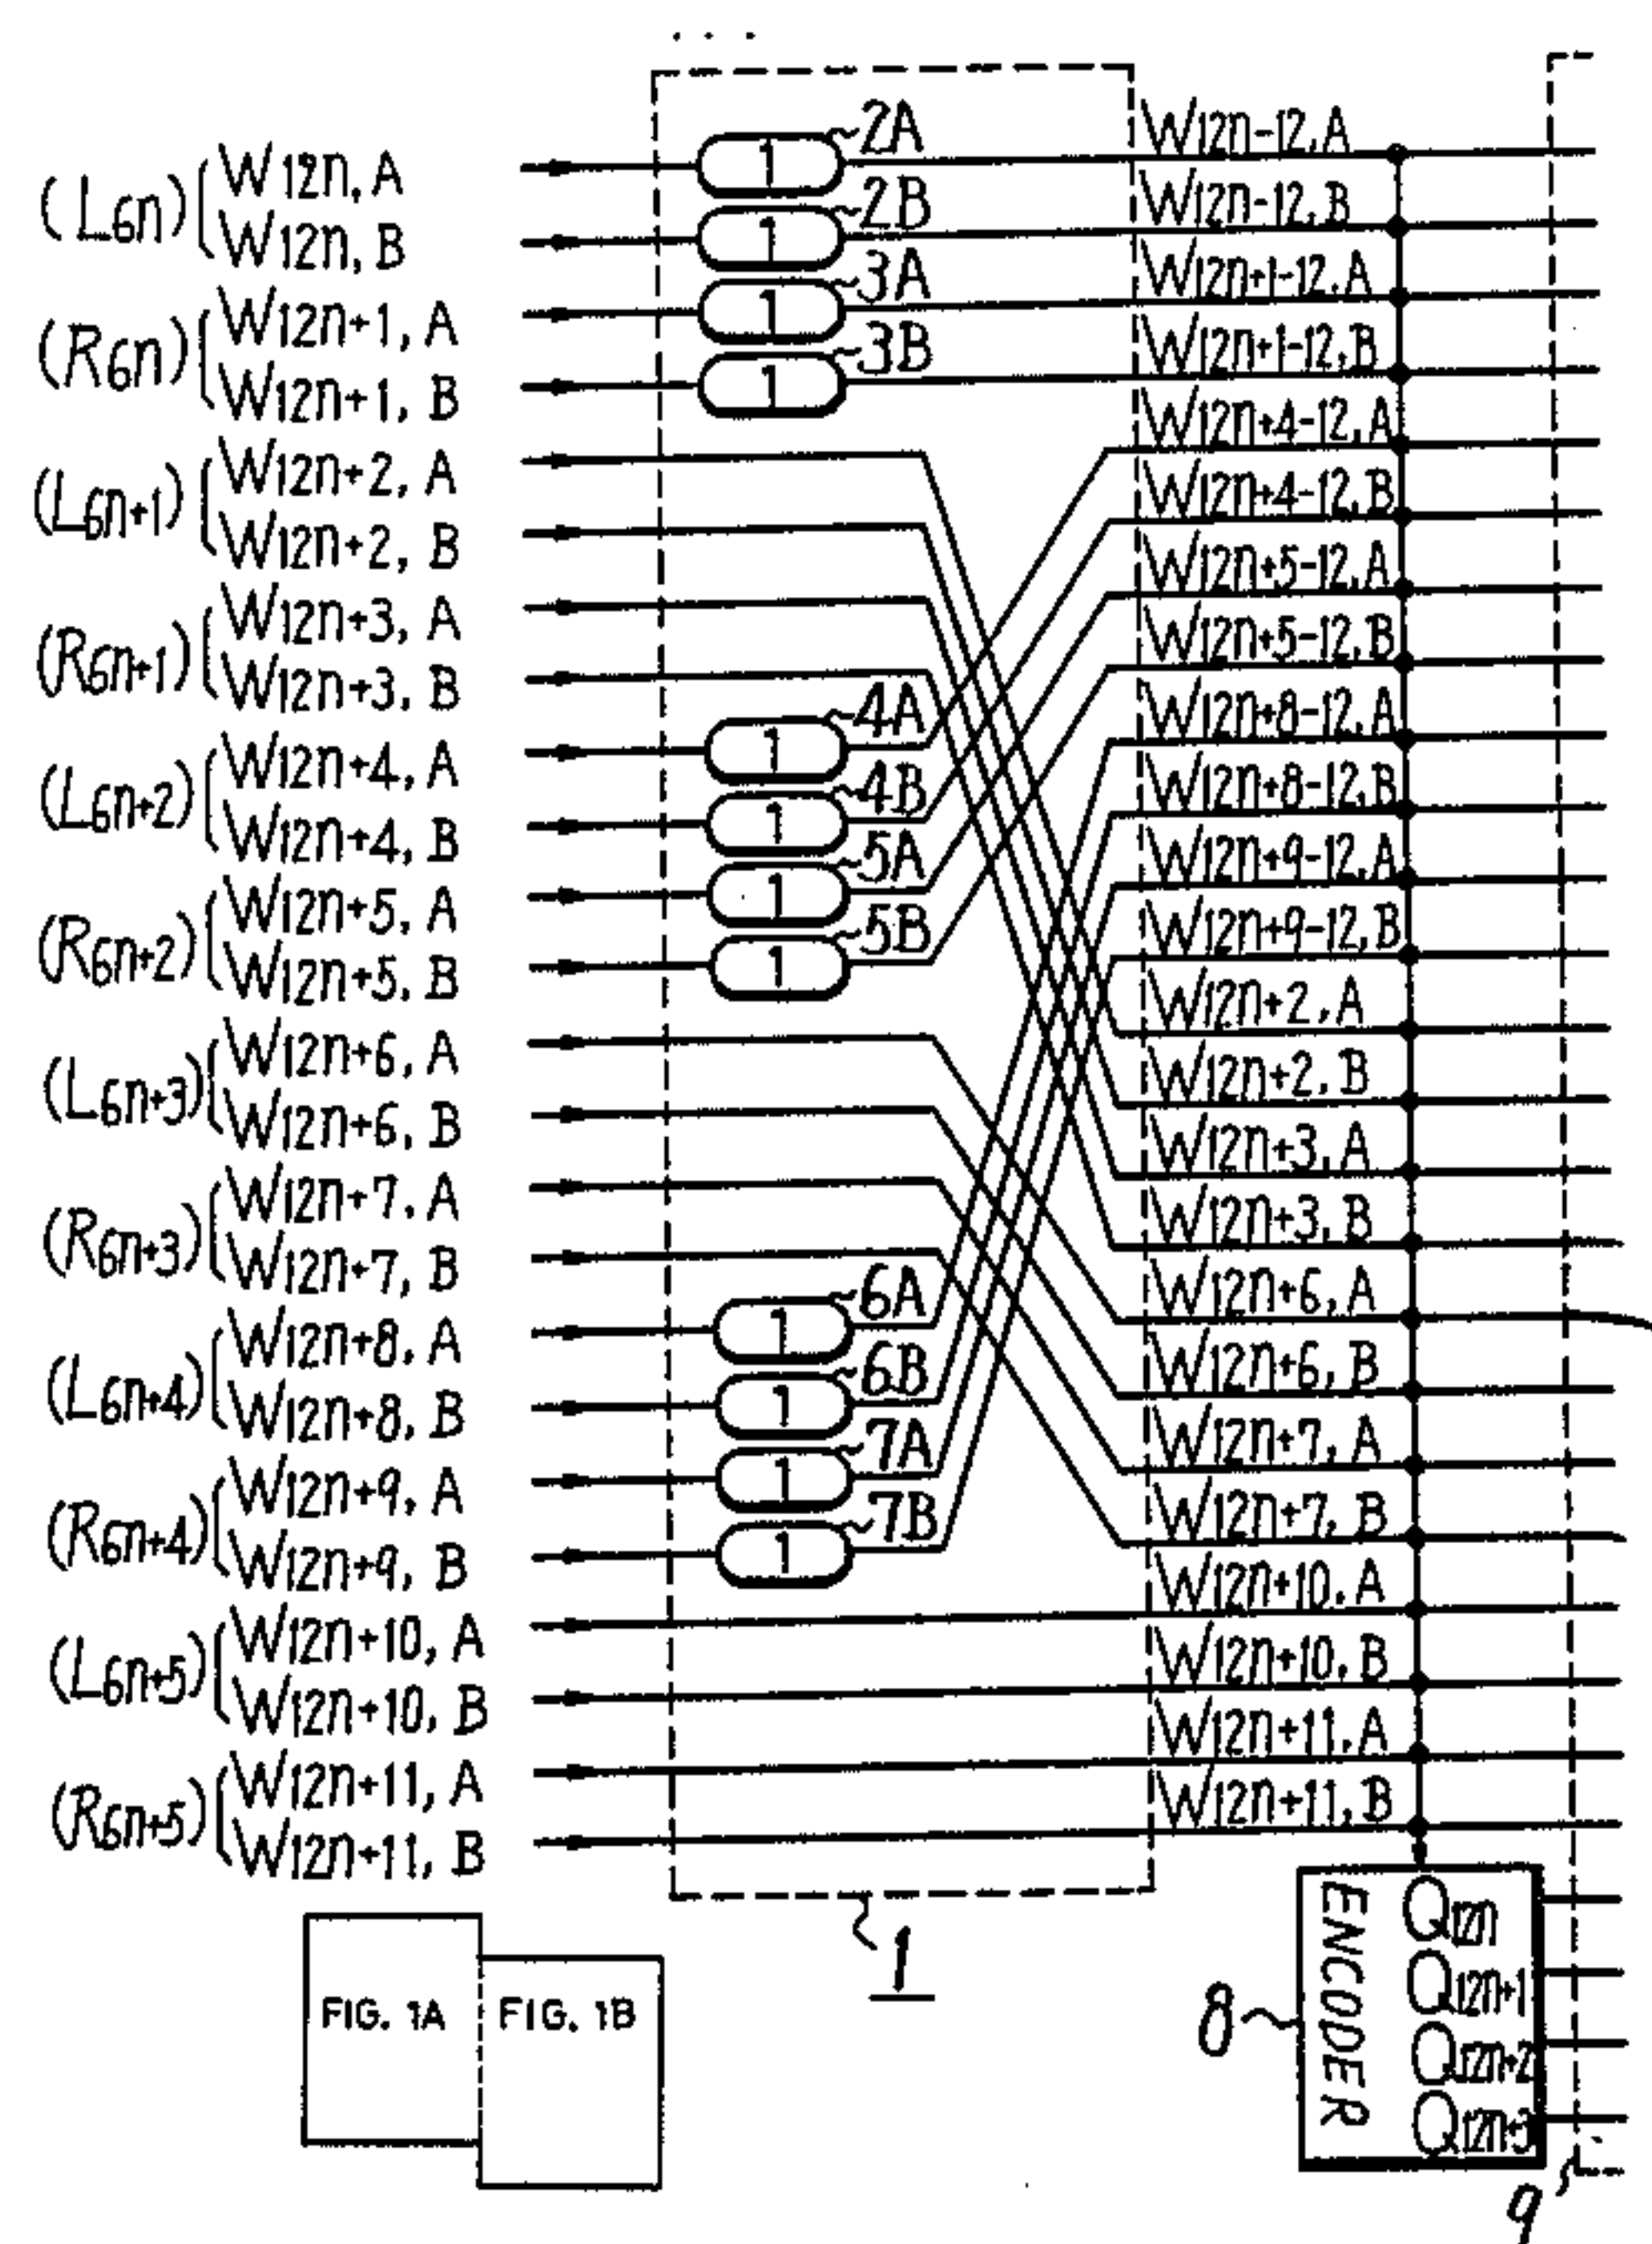 (L6n) W12n, A
W12n, B
(R6n) W12n+1, A
W12n+1, B
(L6n+1) W12n+2, A
W12n+2, B
(R6n+1) W12n+3, A
W12n+3, B
(L6n+2) W12n+4, A
W12n+4, B
(R6n+2) W12n+5, A
W12n+5, B
(L6n+3) W12n+6, A
W12n+6, B
(R6n+3) W12n+7, A
W12n+7, B
(L6n+4) W12n+8, A
W12n+8, B
(R6n+4) W12n+9, A
W12n+9, B
(L6n+5) W12n+10, A
W12n+10, B
(R6n+5) W12n+11, A
W12n+11, B
1 2A
1 2B
1 3A
1 3B
1 4A
1 4B
1 5A
1 5B
1 6A
1 6B
1 7A
1 7B
1
W12n-12, A
W12n-12, B
W12n+1-12, A
W12n+1-12, B
W12n+4-12, A
W12n+4-12, B
W12n+5-12, A
W12n+5-12, B
W12n+8-12, A
W12n+8-12, B
W12n+9-12, A
W12n+9-12, B
W12n+2, A
W12n+2, B
W12n+3, A
W12n+3, B
W12n+6, A
W12n+6, B
W12n+7, A
W12n+7, B
W12n+10, A
W12n+10, B
W12n+11, A
W12n+11, B
8
ENCODER
Q12n
Q12n+1
Q12n+2
Q12n+3
9
FIG. 1A
FIG. 1B